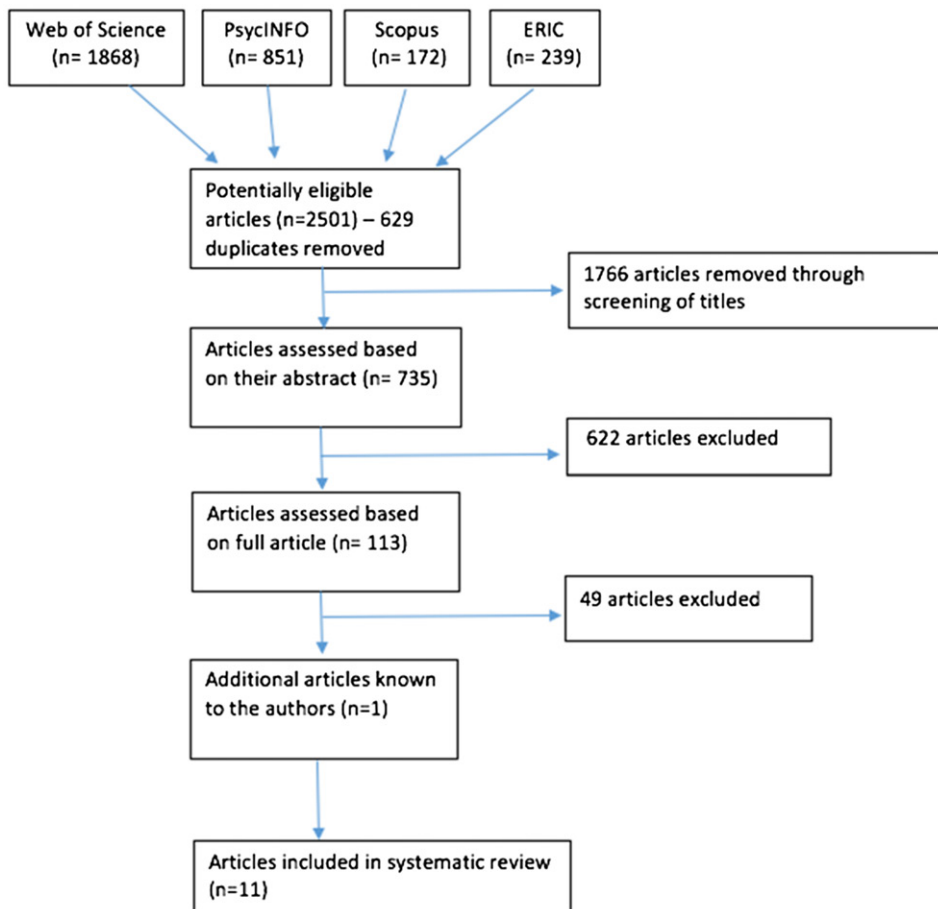 Web of Science
(n= 1868)
PsycINFO
(n= 851)
Scopus
(n= 172)
ERIC
(n= 239)
Potentially eligible
articles (n=2501) – 629
duplicates removed
1766 articles removed through
screening of titles
Articles assessed based
on their abstract (n= 735)
622 articles excluded
Articles assessed based
on full article (n= 113)
49 articles excluded
Additional articles known
to the authors (n=1)
Articles included in systematic review
(n=11)